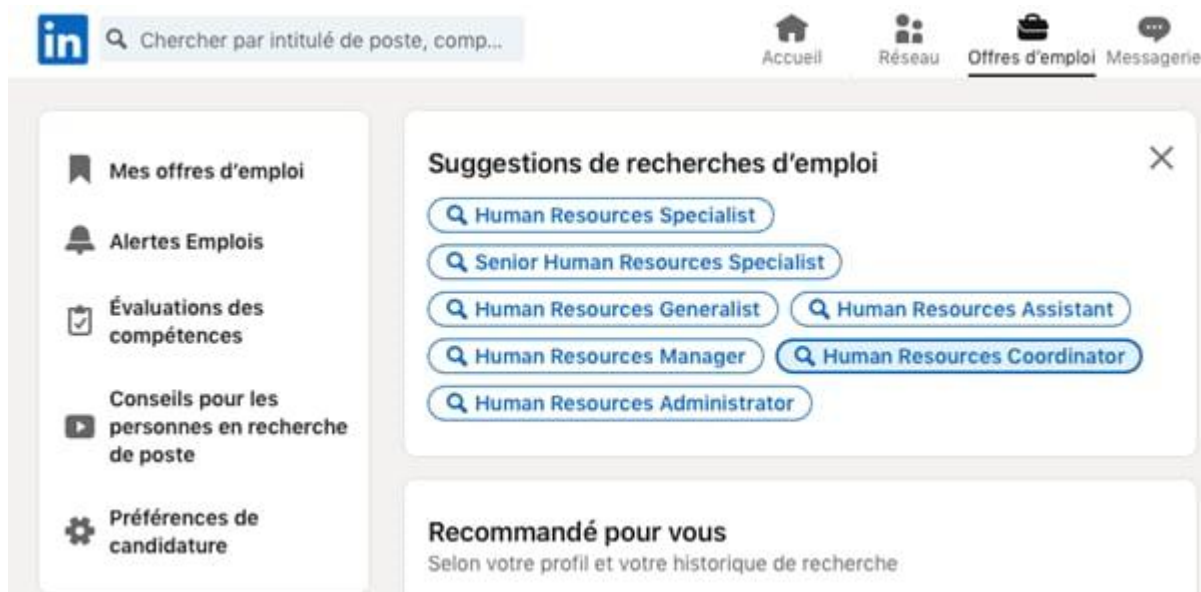 in
Chercher par intitulé de poste, comp...
Accueil
Réseau
Offres d'emploi
Messagerie
Mes offres d'emploi
Alertes Emplois
Évaluations des
compétences
Conseils pour les
personnes en recherche
de poste
Préférences de
candidature
Suggestions de recherches d'emploi
Human Resources Specialist
Senior Human Resources Specialist
Human Resources Generalist
Human Resources Assistant
Human Resources Manager
Human Resources Coordinator
Human Resources Administrator
Recommandé pour vous
Selon votre profil et votre historique de recherche